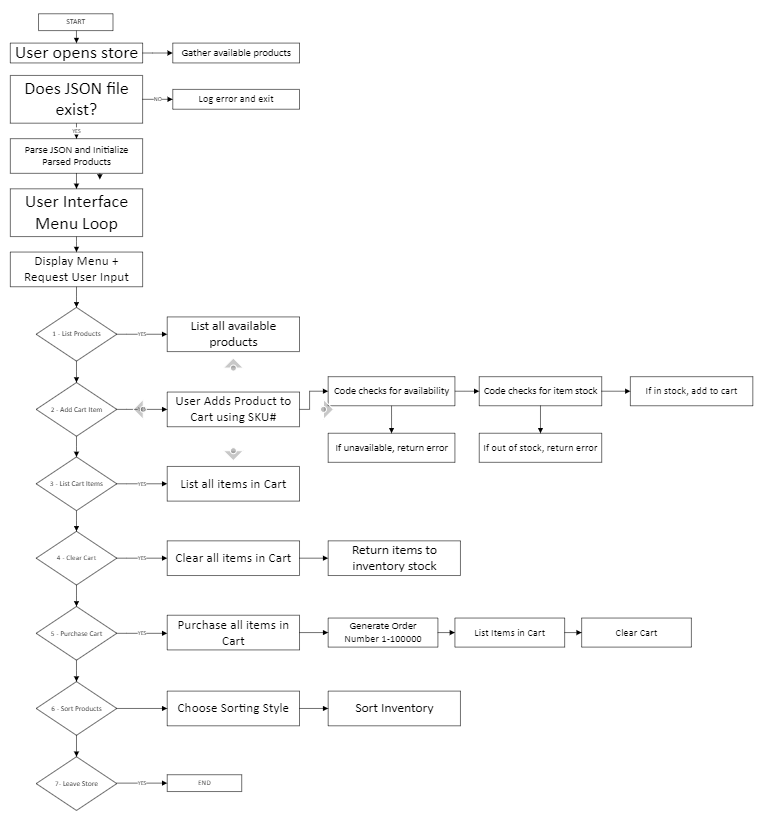 START
User opens store
Gather available products
Does JSON file
exist?
NO
Log error and exit
YES
Parse JSON and Initialize
Parsed Products
User Interface
Menu Loop
Display Menu +
Request User Input
1 - List Products
YES
List all available
products
2 - Add Cart Item
User Adds Product to
Cart using SKU#
Code checks for availability
Code checks for item stock
If in stock, add to cart
If unavailable, return error
If out of stock, return error
3 - List Cart Items
YES
List all items in Cart
4 - Clear Cart
YES
Clear all items in Cart
Return items to
inventory stock
5 - Purchase Cart
YES
Purchase all items in
Cart
Generate Order
Number 1-100000
List Items in Cart
Clear Cart
6 - Sort Products
Choose Sorting Style
Sort Inventory
7- Leave Store
YES
END